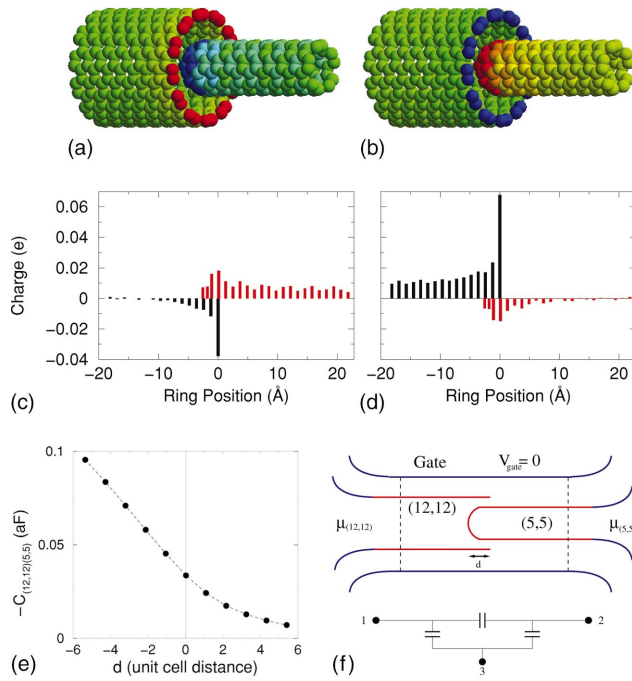 (a)
(b)
Charge (e)
0.06
0.04
0.02
0
−0.02
−0.04
−20
−10
0
10
20
Ring Position (Å)
(c)
−20
−10
0
10
20
Ring Position (Å)
(d)
−C(12,12)(5,5) (aF)
0.1
0.05
0
−6
−4
−2
0
2
4
6
d (unit cell distance)
(e)
Gate
Vgate = 0
(12,12)
(5,5)
μ(12,12)
μ(5,5)
d
1
2
3
(f)